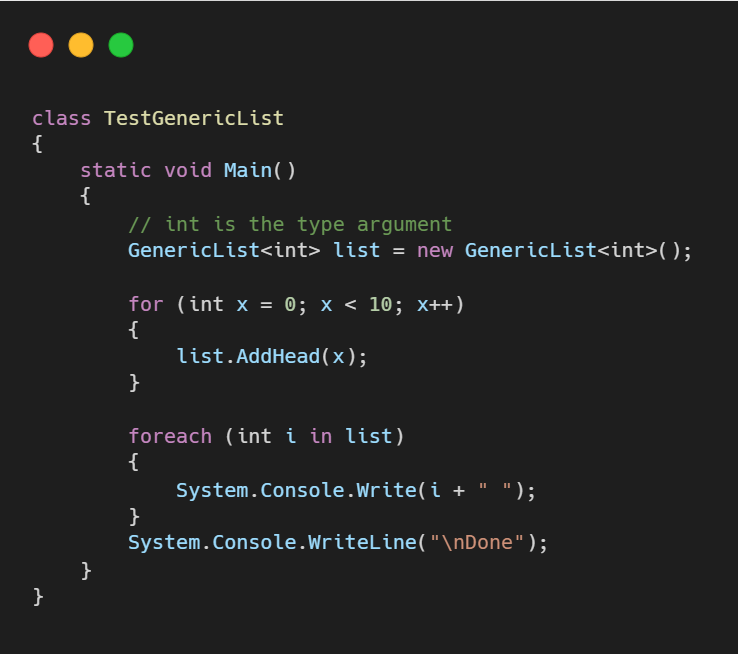 class TestGenericList
{
    static void Main()
    {
        // int is the type argument
        GenericList<int> list = new GenericList<int>();

        for (int x = 0; x < 10; x++)
        {
            list.AddHead(x);
        }

        foreach (int i in list)
        {
            System.Console.Write(i + " ");
        }
        System.Console.WriteLine("\nDone");
    }
}